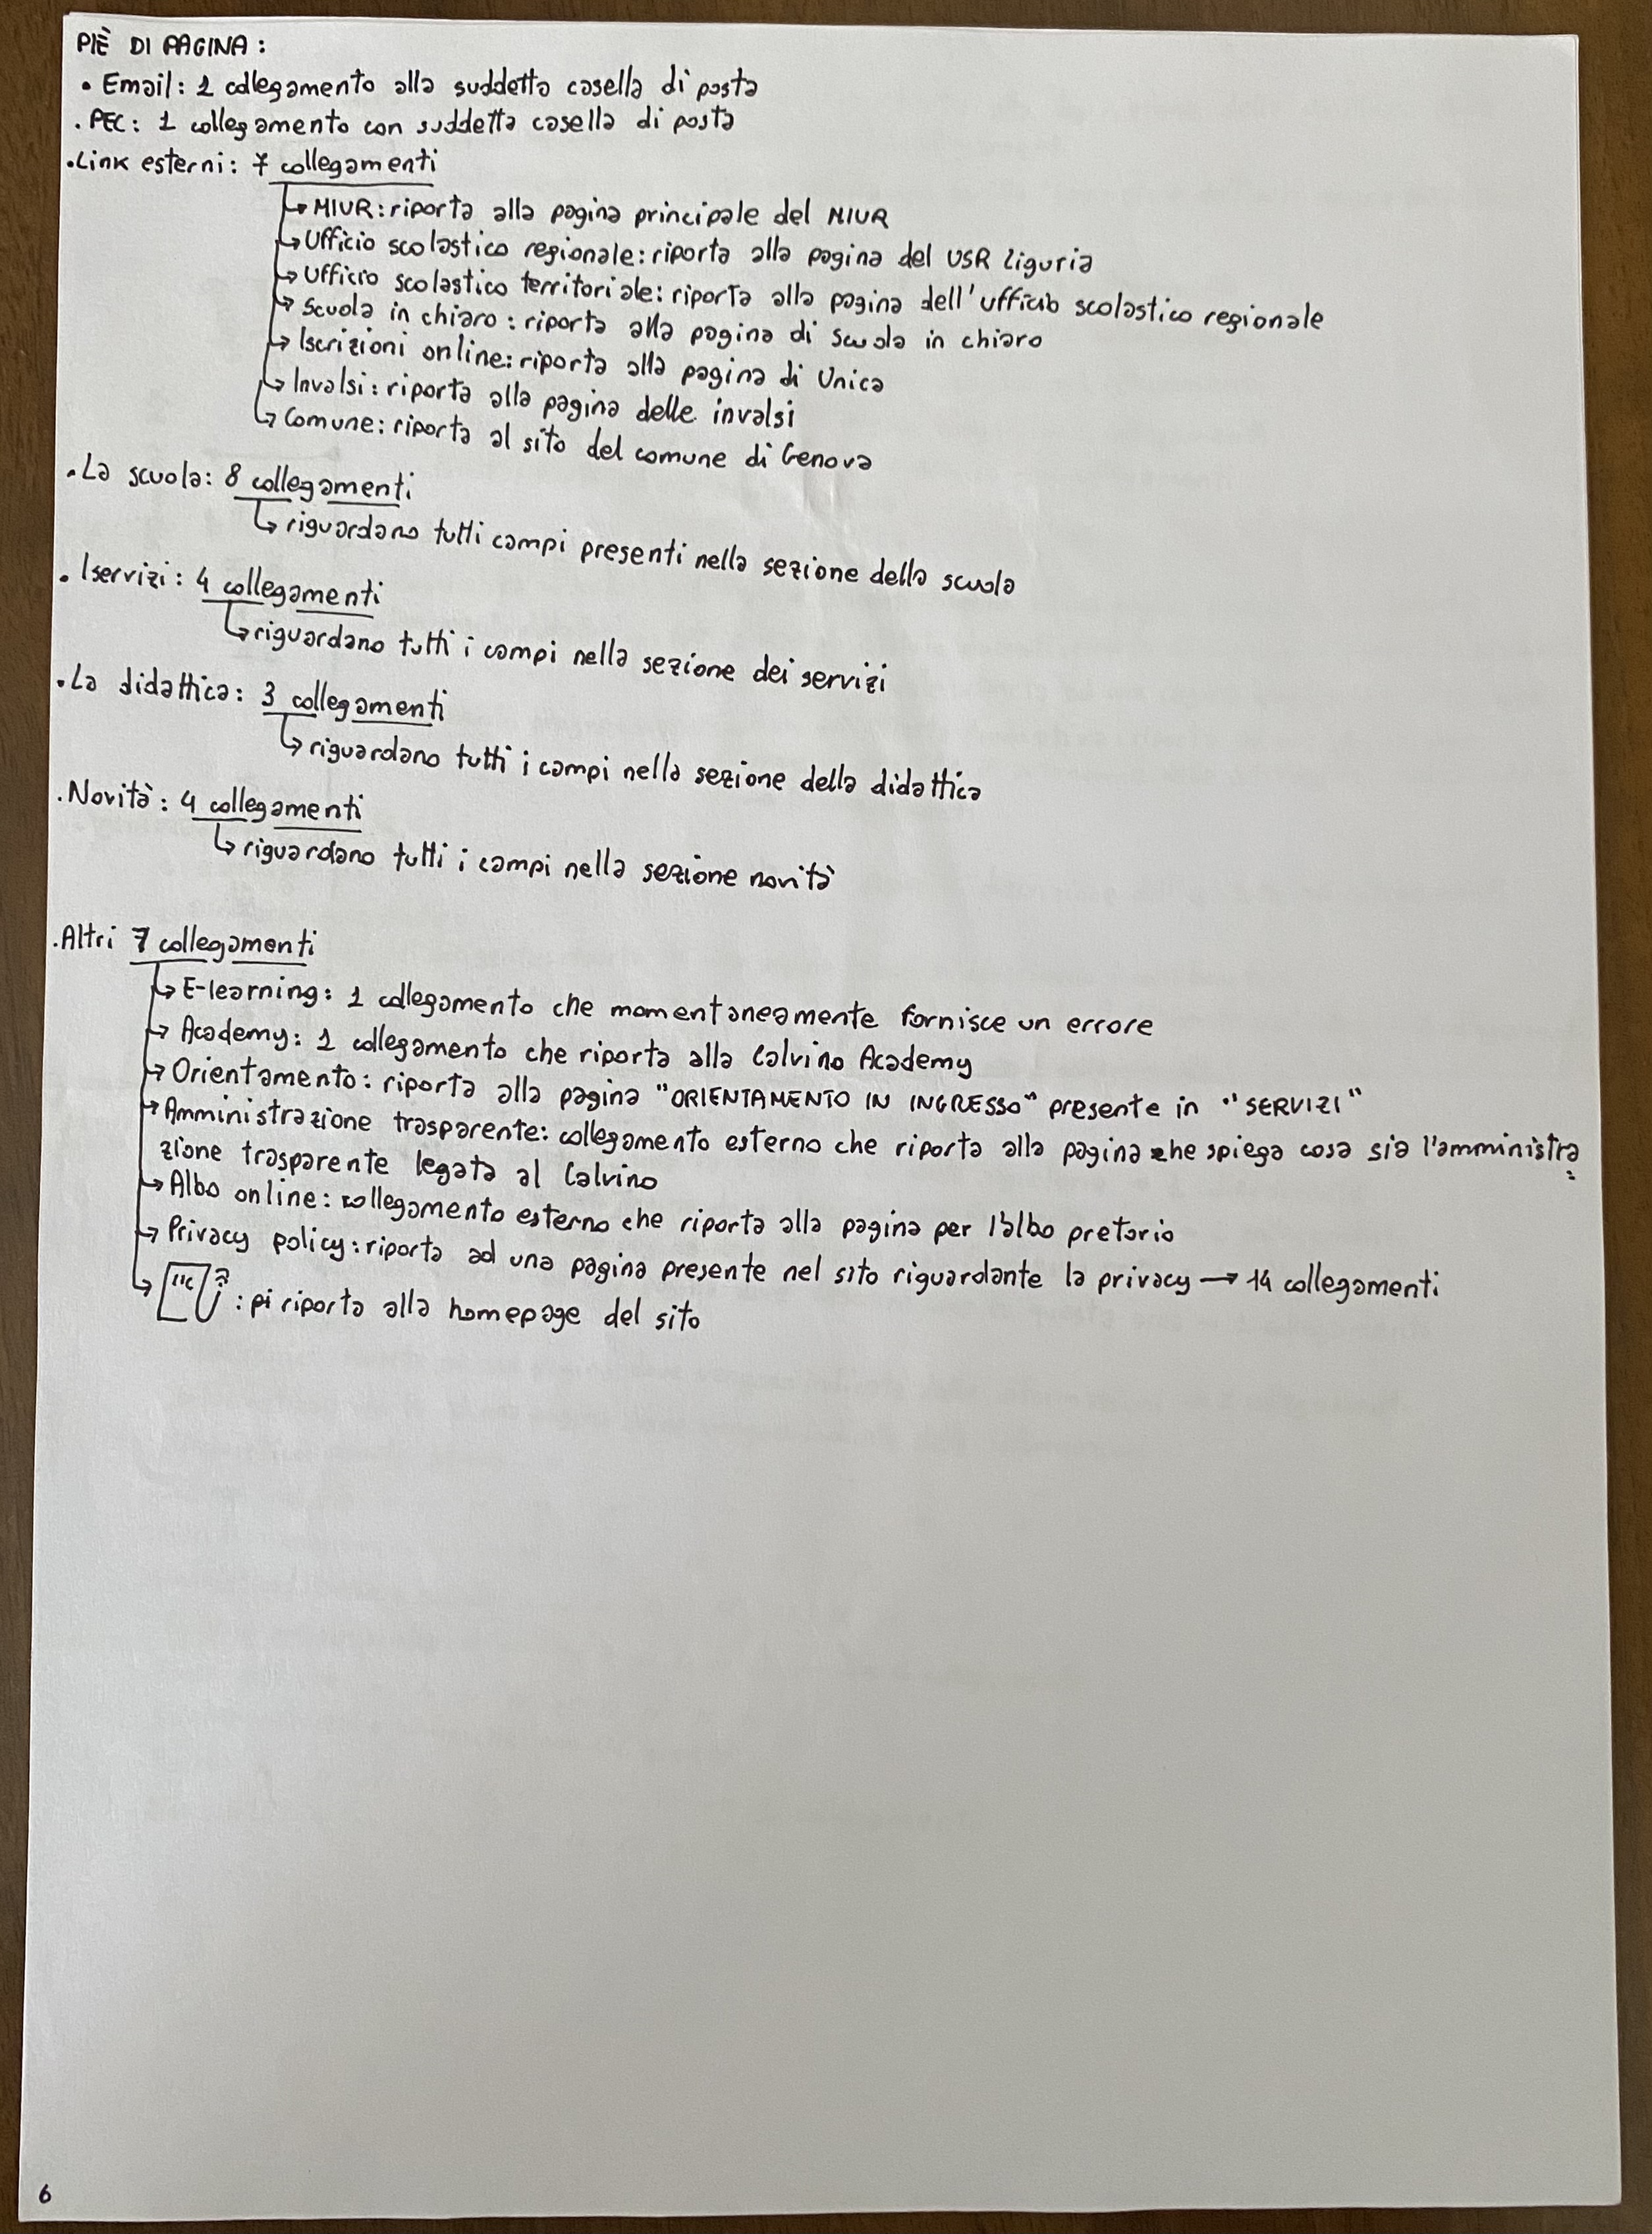 PIÈ DI PAGINA:
• Email: 1 collegamento alla suddetta casella di posta
• PEC: 1 collegamento con suddetta casella di posta
• Link esterni: 7 collegamenti
↳ MIUR: riporta alla pagina principale del MIUR
↳ Ufficio scolastico regionale: riporta alla pagina del USR Liguria
↳ Ufficio scolastico territoriale: riporta alla pagina dell'ufficio scolastico regionale
↳ Scuola in chiaro: riporta alla pagina di scuola in chiaro
↳ Iscrizioni online: riporta alla pagina di Unica
↳ Invalsi: riporta alla pagina delle invalsi
↳ Comune: riporta al sito del comune di Genova
• La scuola: 8 collegamenti
↳ riguardano tutti campi presenti nella sezione della scuola
• I servizi: 4 collegamenti
↳ riguardano tutti i campi nella sezione dei servizi
• La didattica: 3 collegamenti
↳ riguardano tutti i campi nella sezione della didattica
• Novità: 4 collegamenti
↳ riguardano tutti i campi nella sezione novità
• Altri 7 collegamenti
↳ E-learning: 1 collegamento che momentaneamente fornisce un errore
↳ Academy: 1 collegamento che riporta alla Calvino Academy
↳ Orientamento: riporta alla pagina "ORIENTAMENTO IN INGRESSO" presente in "SERVIZI"
↳ Amministrazione trasparente: collegamento esterno che riporta alla pagina che spiega cosa sia l'amministra=
zione trasparente legata al Calvino
↳ Albo online: collegamento esterno che riporta alla pagina per l'albo pretorio
↳ Privacy policy: riporta ad una pagina presente nel sito riguardante la privacy → 14 collegamenti
↳ : pi riporta alla homepage del sito
6